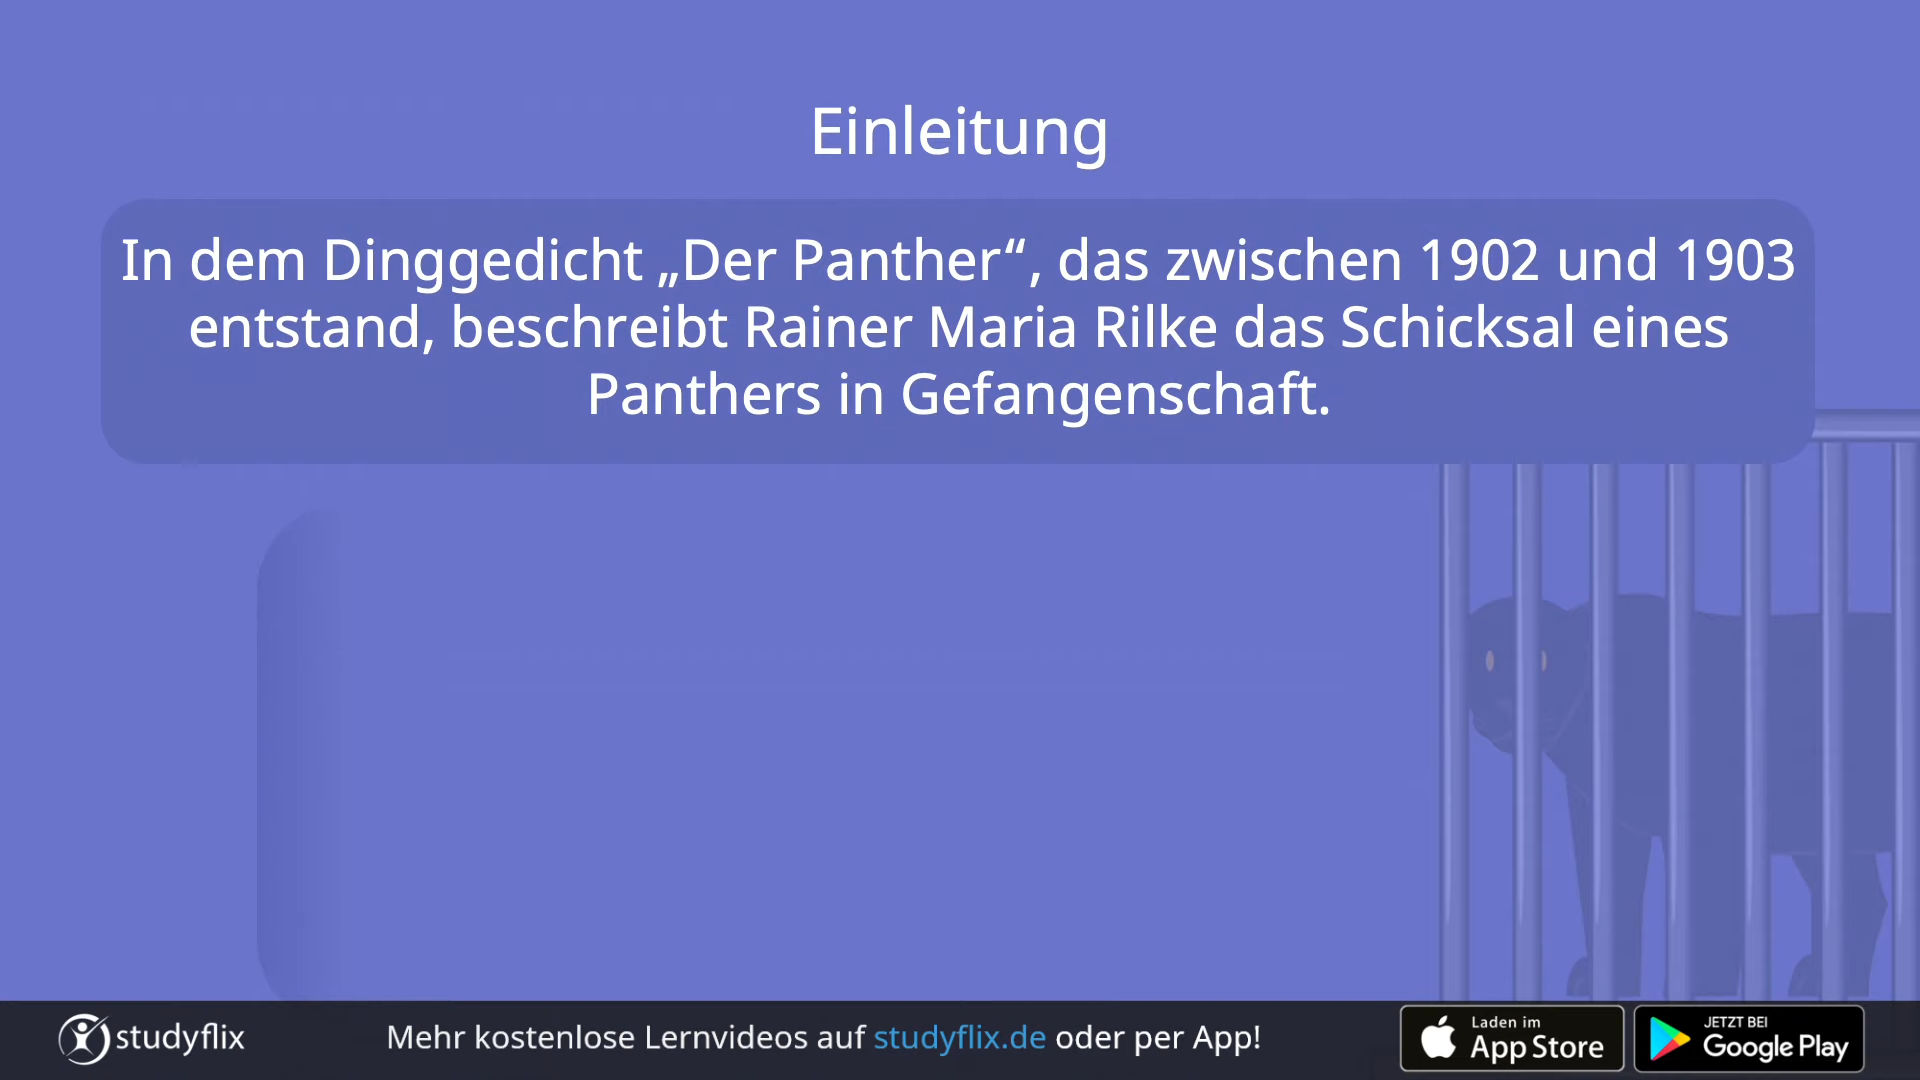 Einleitung
In dem Dinggedicht „Der Panther“, das zwischen 1902 und 1903
entstand, beschreibt Rainer Maria Rilke das Schicksal eines
Panthers in Gefangenschaft.
studyflix
Mehr kostenlose Lernvideos auf studyflix.de oder per App!
Laden im
App Store
JETZT BEI
Google Play